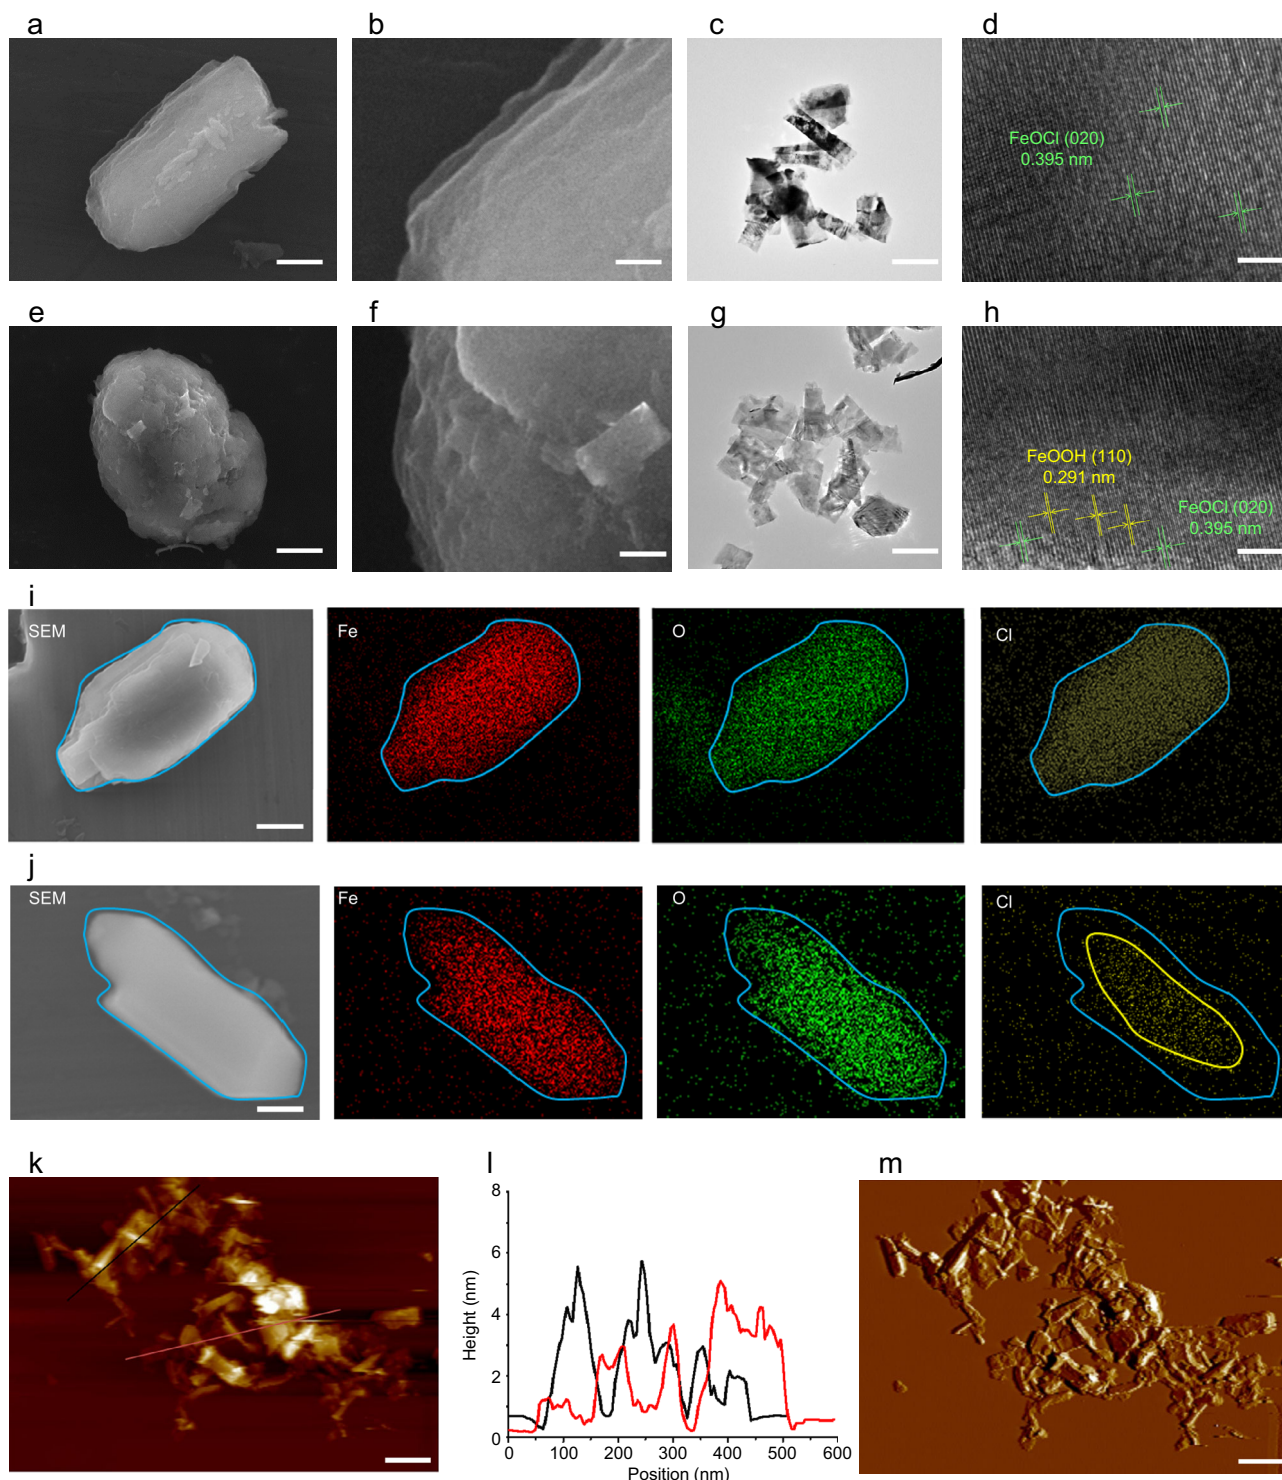 a
b
c
d
FeOCl (020)
0.395 nm
e
f
g
h
FeOOH (110)
0.291 nm
FeOCl (020)
0.395 nm
i
SEM
Fe
O
Cl
j
SEM
Fe
O
Cl
k
l
m
8
6
4
2
0
Height (nm)
0
100
200
300
400
500
600
Position (nm)